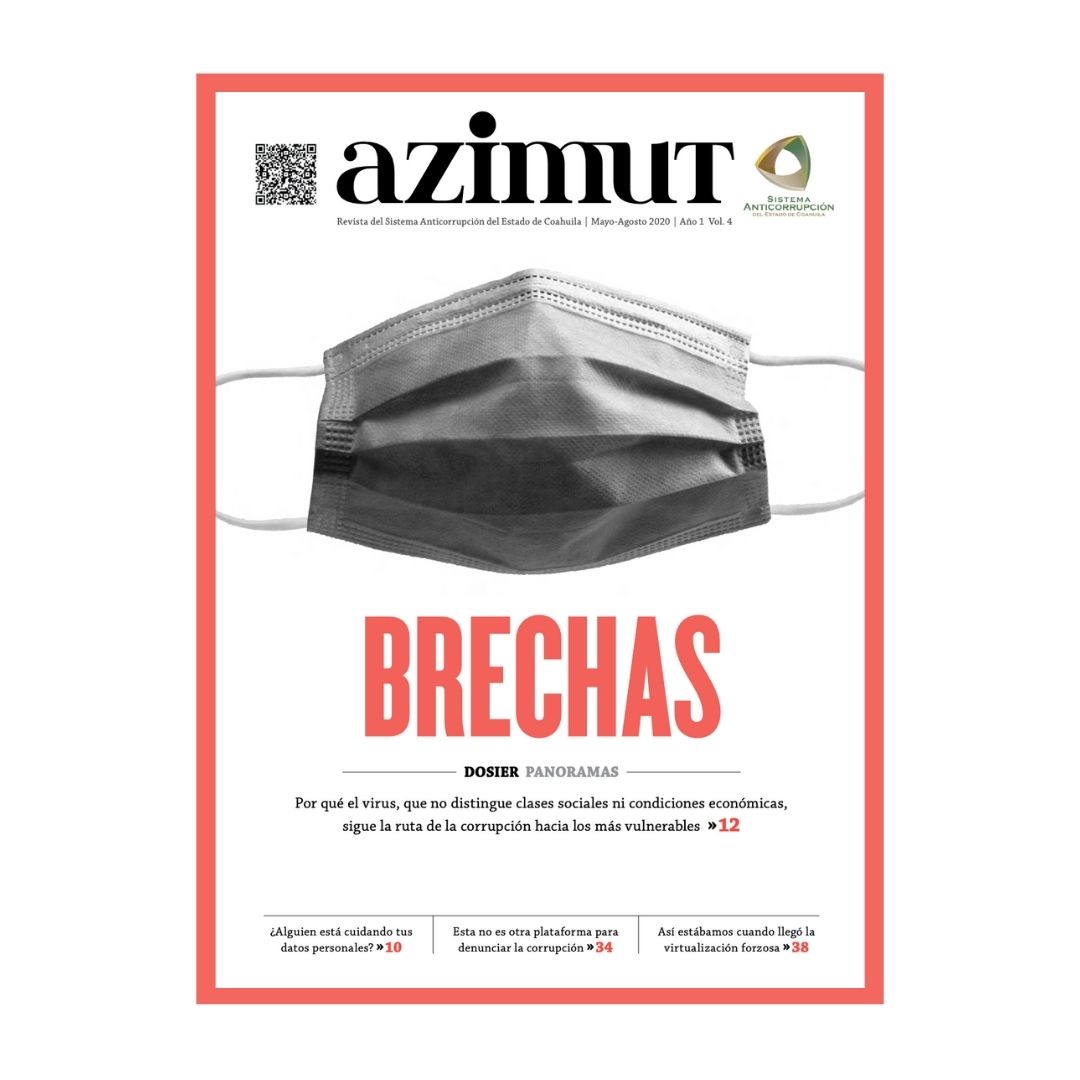 azimut
Revista del Sistema Anticorrupción del Estado de Coahuila | Mayo-Agosto 2020 | Año 1 Vol. 4
SISTEMA
ANTICORRUPCIÓN
DEL ESTADO DE COAHUILA
BRECHAS
DOSIER PANORAMAS
Por qué el virus, que no distingue clases sociales ni condiciones económicas,
sigue la ruta de la corrupción hacia los más vulnerables »12
¿Alguien está cuidando tus
datos personales? »10
Esta no es otra plataforma para
denunciar la corrupción »34
Así estábamos cuando llegó la
virtualización forzosa »38